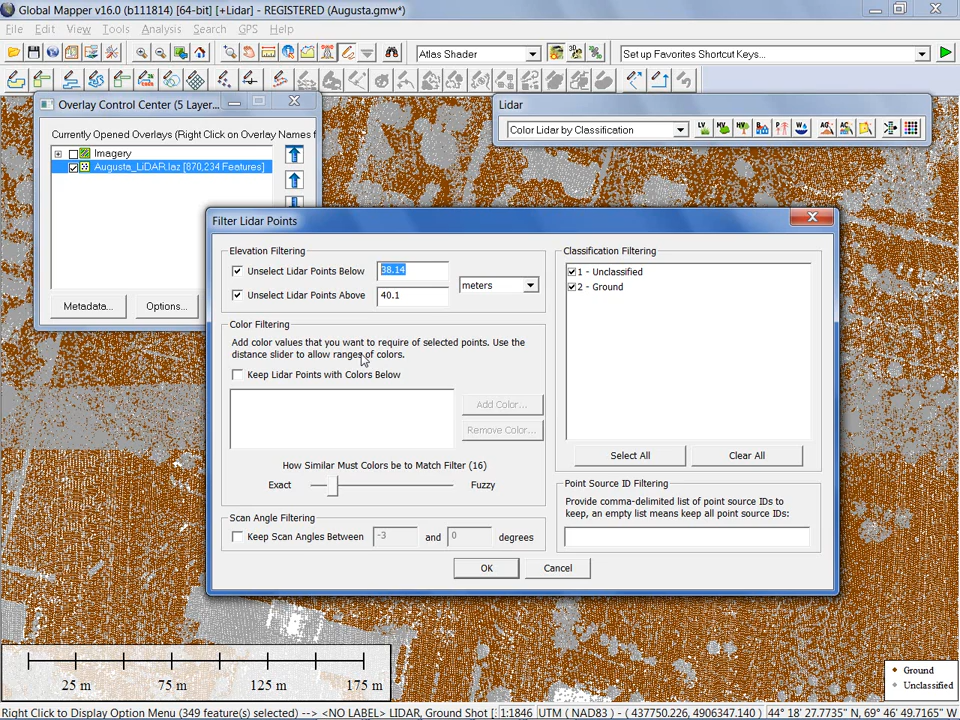 Global Mapper v16.0 (b111814) [64-bit] [+Lidar] - REGISTERED (Augusta.gmw*)
File Edit View Tools Analysis Search GPS Help
Atlas Shader
Set up Favorites Shortcut Keys...
Overlay Control Center (5 Layer...
Currently Opened Overlays (Right Click on Overlay Names f
Imagery
Augusta_LiDAR.laz [870,234 Features]
Metadata...
Options...
Lidar
Color Lidar by Classification
Filter Lidar Points
Elevation Filtering
Unselect Lidar Points Below 38.14
Unselect Lidar Points Above 40.1
meters
Color Filtering
Add color values that you want to require of selected points. Use the
distance slider to allow ranges of colors.
Keep Lidar Points with Colors Below
Add Color...
Remove Color...
How Similar Must Colors be to Match Filter (16)
Exact Fuzzy
Scan Angle Filtering
Keep Scan Angles Between -3 and 0 degrees
Classification Filtering
1 - Unclassified
2 - Ground
Select All Clear All
Point Source ID Filtering
Provide comma-delimited list of point source IDs to
keep, an empty list means keep all point source IDs:
OK Cancel
25 m 75 m 125 m 175 m
Ground
Unclassified
Right Click to Display Option Menu (349 feature(s) selected) --> <NO LABEL> LIDAR, Ground Shot [ 1:1846 UTM ( NAD83 ) - ( 437750.226, 4906347.140 ) 44° 18' 27.7735" N, 69° 46' 49.7165" W